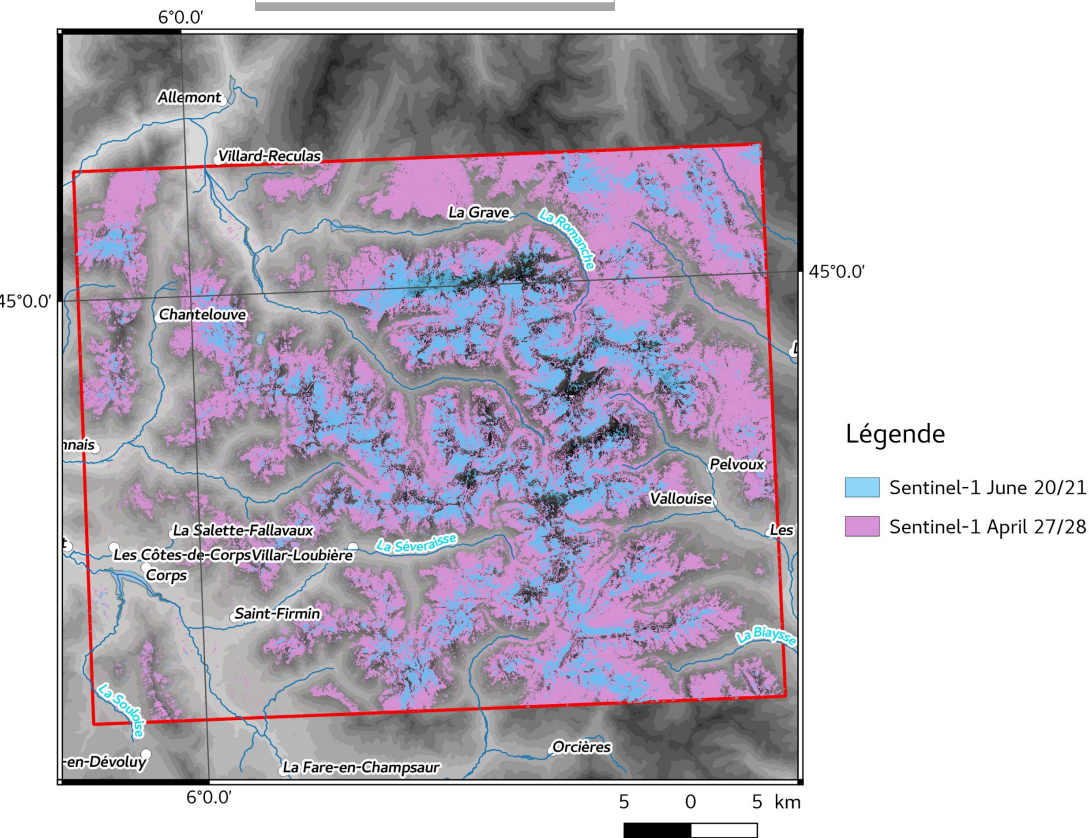 6°0.0'
Allemont
Villard-Reculas
La Grave
La Romanche
45°0.0'
45°0.0'
Chantelouve
Légende
nnais
Pelvoux
Sentinel-1 June 20/21
Vallouise
Sentinel-1 April 27/28
La Salette-Fallavaux
Les
La Séveraisse
Les Côtes-de-Corps
Villar-Loubière
Corps
Saint-Firmin
La Biaysse
La Souloise
Orcières
-en-Dévoluy
La Fare-en-Champsaur
6°0.0'
5 0 5 km